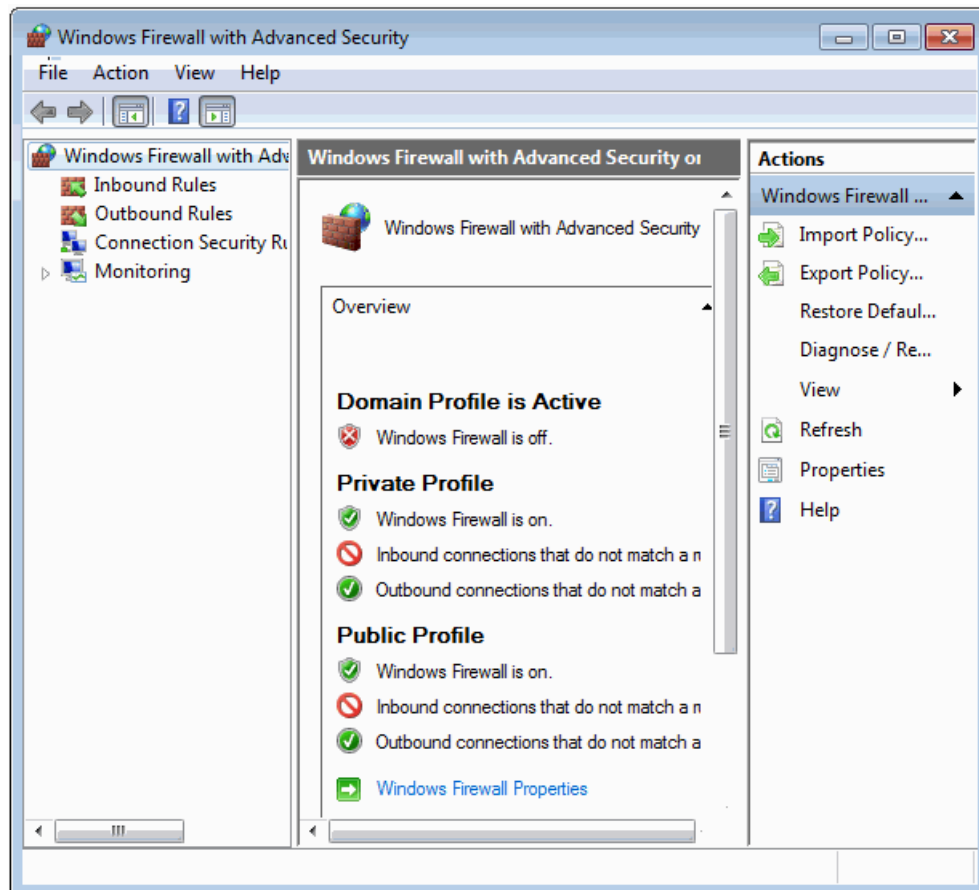 Windows Firewall with Advanced Security
File Action View Help
Windows Firewall with Adv
Inbound Rules
Outbound Rules
Connection Security Ru
Monitoring
Windows Firewall with Advanced Security or
Windows Firewall with Advanced Security
Overview
Domain Profile is Active
Windows Firewall is off.
Private Profile
Windows Firewall is on.
Inbound connections that do not match a r
Outbound connections that do not match a
Public Profile
Windows Firewall is on.
Inbound connections that do not match a r
Outbound connections that do not match a
Windows Firewall Properties
Actions
Windows Firewall ...
Import Policy...
Export Policy...
Restore Defaul...
Diagnose / Re...
View
Refresh
Properties
Help